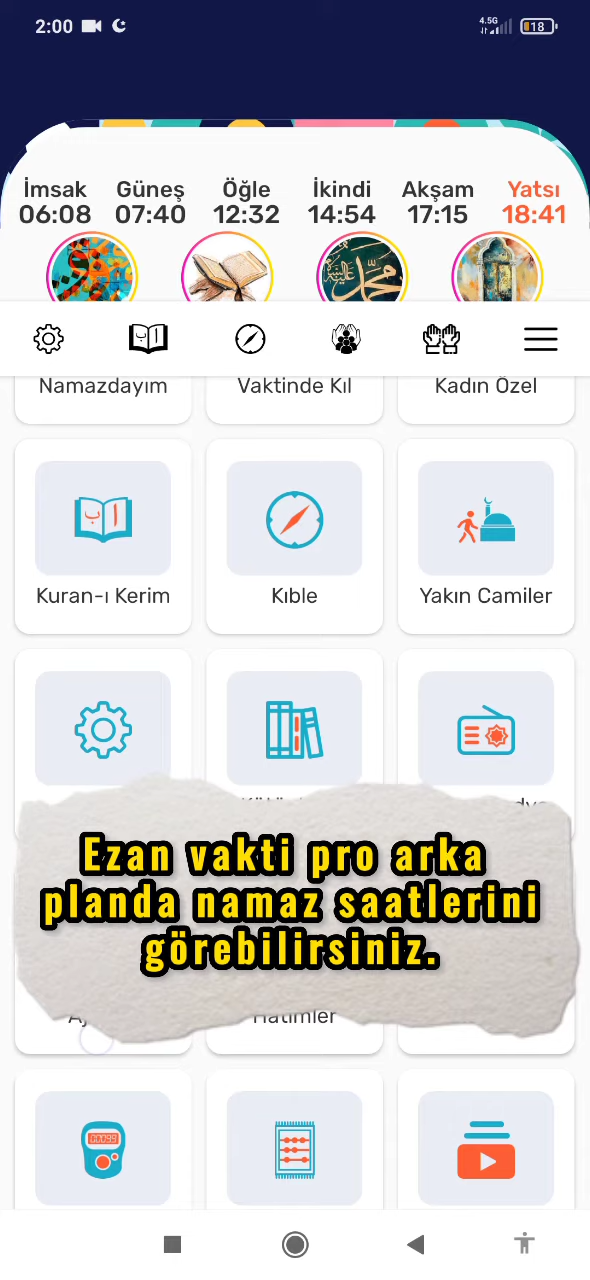 2:00
4.5G
18
İmsak Güneş Öğle İkindi Akşam Yatsı
06:08 07:40 12:32 14:54 17:15 18:41
Namazdayım Vaktinde Kıl Kadın Özel
Kuran-ı Kerim Kıble Yakın Camiler
Ezan vakti pro arka
planda namaz saatlerini
görebilirsiniz.
Hatimler
00099